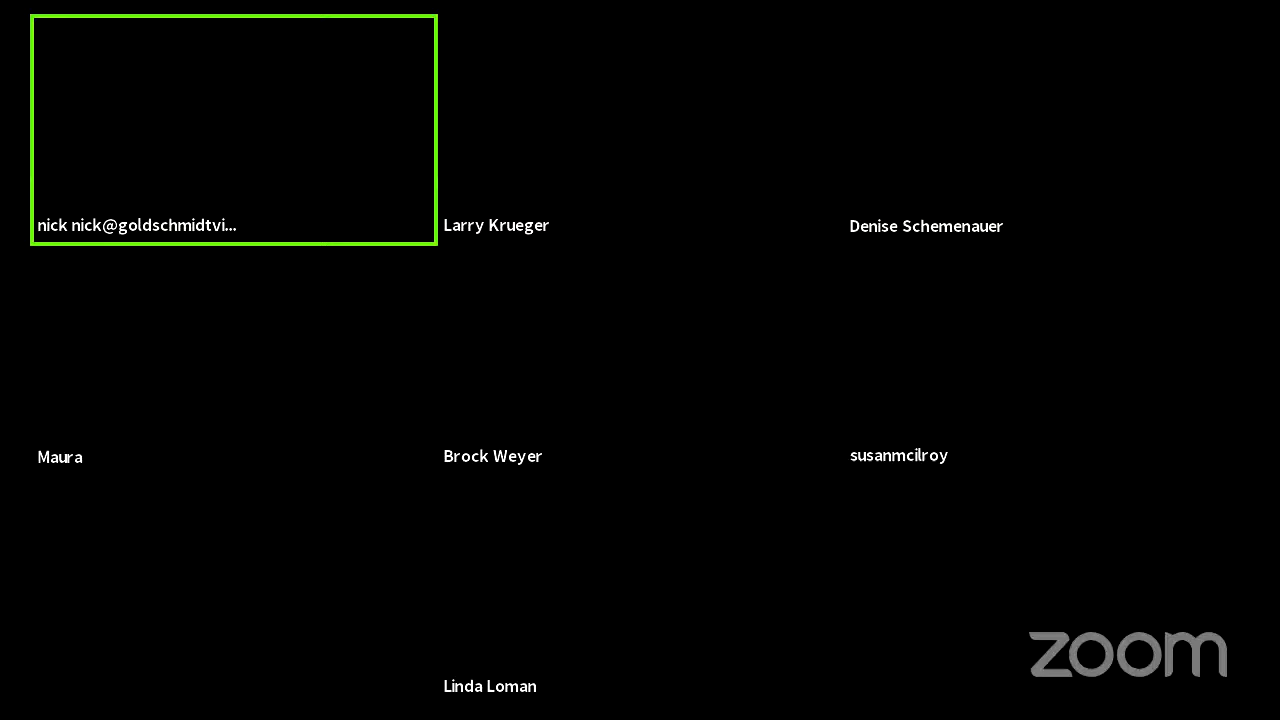 nick nick@goldschmidtvi...
Larry Krueger
Denise Schemenauer
Maura
Brock Weyer
susanmcilroy
Linda Loman
zoom